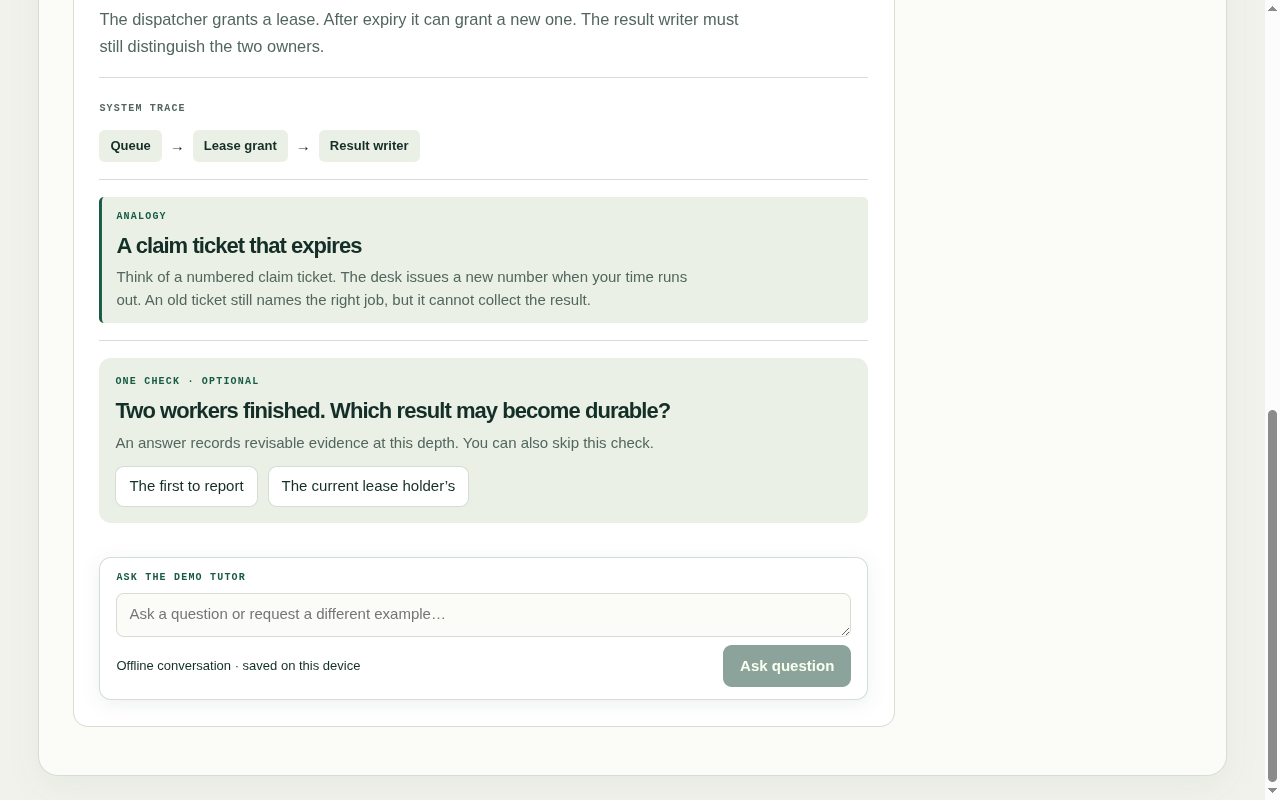 The dispatcher grants a lease. After expiry it can grant a new one. The result writer must
still distinguish the two owners.
SYSTEM TRACE
Queue → Lease grant → Result writer
ANALOGY
A claim ticket that expires
Think of a numbered claim ticket. The desk issues a new number when your time runs
out. An old ticket still names the right job, but it cannot collect the result.
ONE CHECK · OPTIONAL
Two workers finished. Which result may become durable?
An answer records revisable evidence at this depth. You can also skip this check.
The first to report The current lease holder’s
ASK THE DEMO TUTOR
Ask a question or request a different example…
Offline conversation · saved on this device Ask question